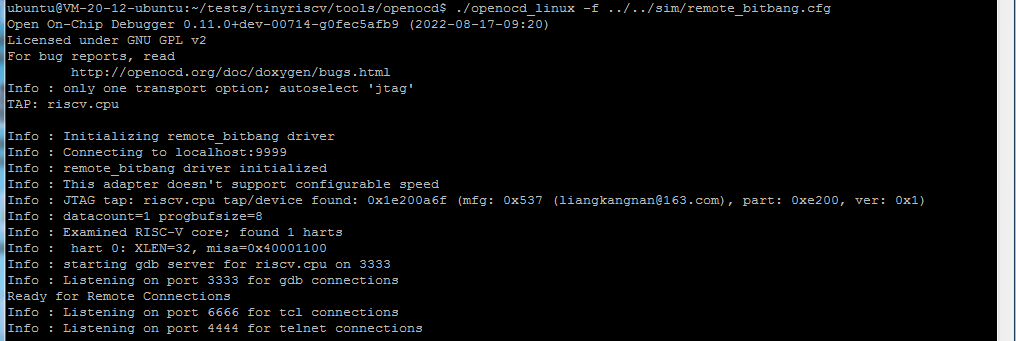 ubuntu@VM-20-12-ubuntu:~/tests/tinyriscv/tools/openocd$ ./openocd_linux -f ../../sim/remote_bitbang.cfg
Open On-Chip Debugger 0.11.0+dev-00714-g0fec5afb9 (2022-08-17-09:20)
Licensed under GNU GPL v2
For bug reports, read
        http://openocd.org/doc/doxygen/bugs.html
Info : only one transport option; autoselect 'jtag'
TAP: riscv.cpu

Info : Initializing remote_bitbang driver
Info : Connecting to localhost:9999
Info : remote_bitbang driver initialized
Info : This adapter doesn't support configurable speed
Info : JTAG tap: riscv.cpu tap/device found: 0x1e200a6f (mfg: 0x537 (liangkangnan@163.com), part: 0xe200, ver: 0x1)
Info : datacount=1 progbufsize=8
Info : Examined RISC-V core; found 1 harts
Info :  hart 0: XLEN=32, misa=0x40001100
Info : starting gdb server for riscv.cpu on 3333
Info : Listening on port 3333 for gdb connections
Ready for Remote Connections
Info : Listening on port 6666 for tcl connections
Info : Listening on port 4444 for telnet connections